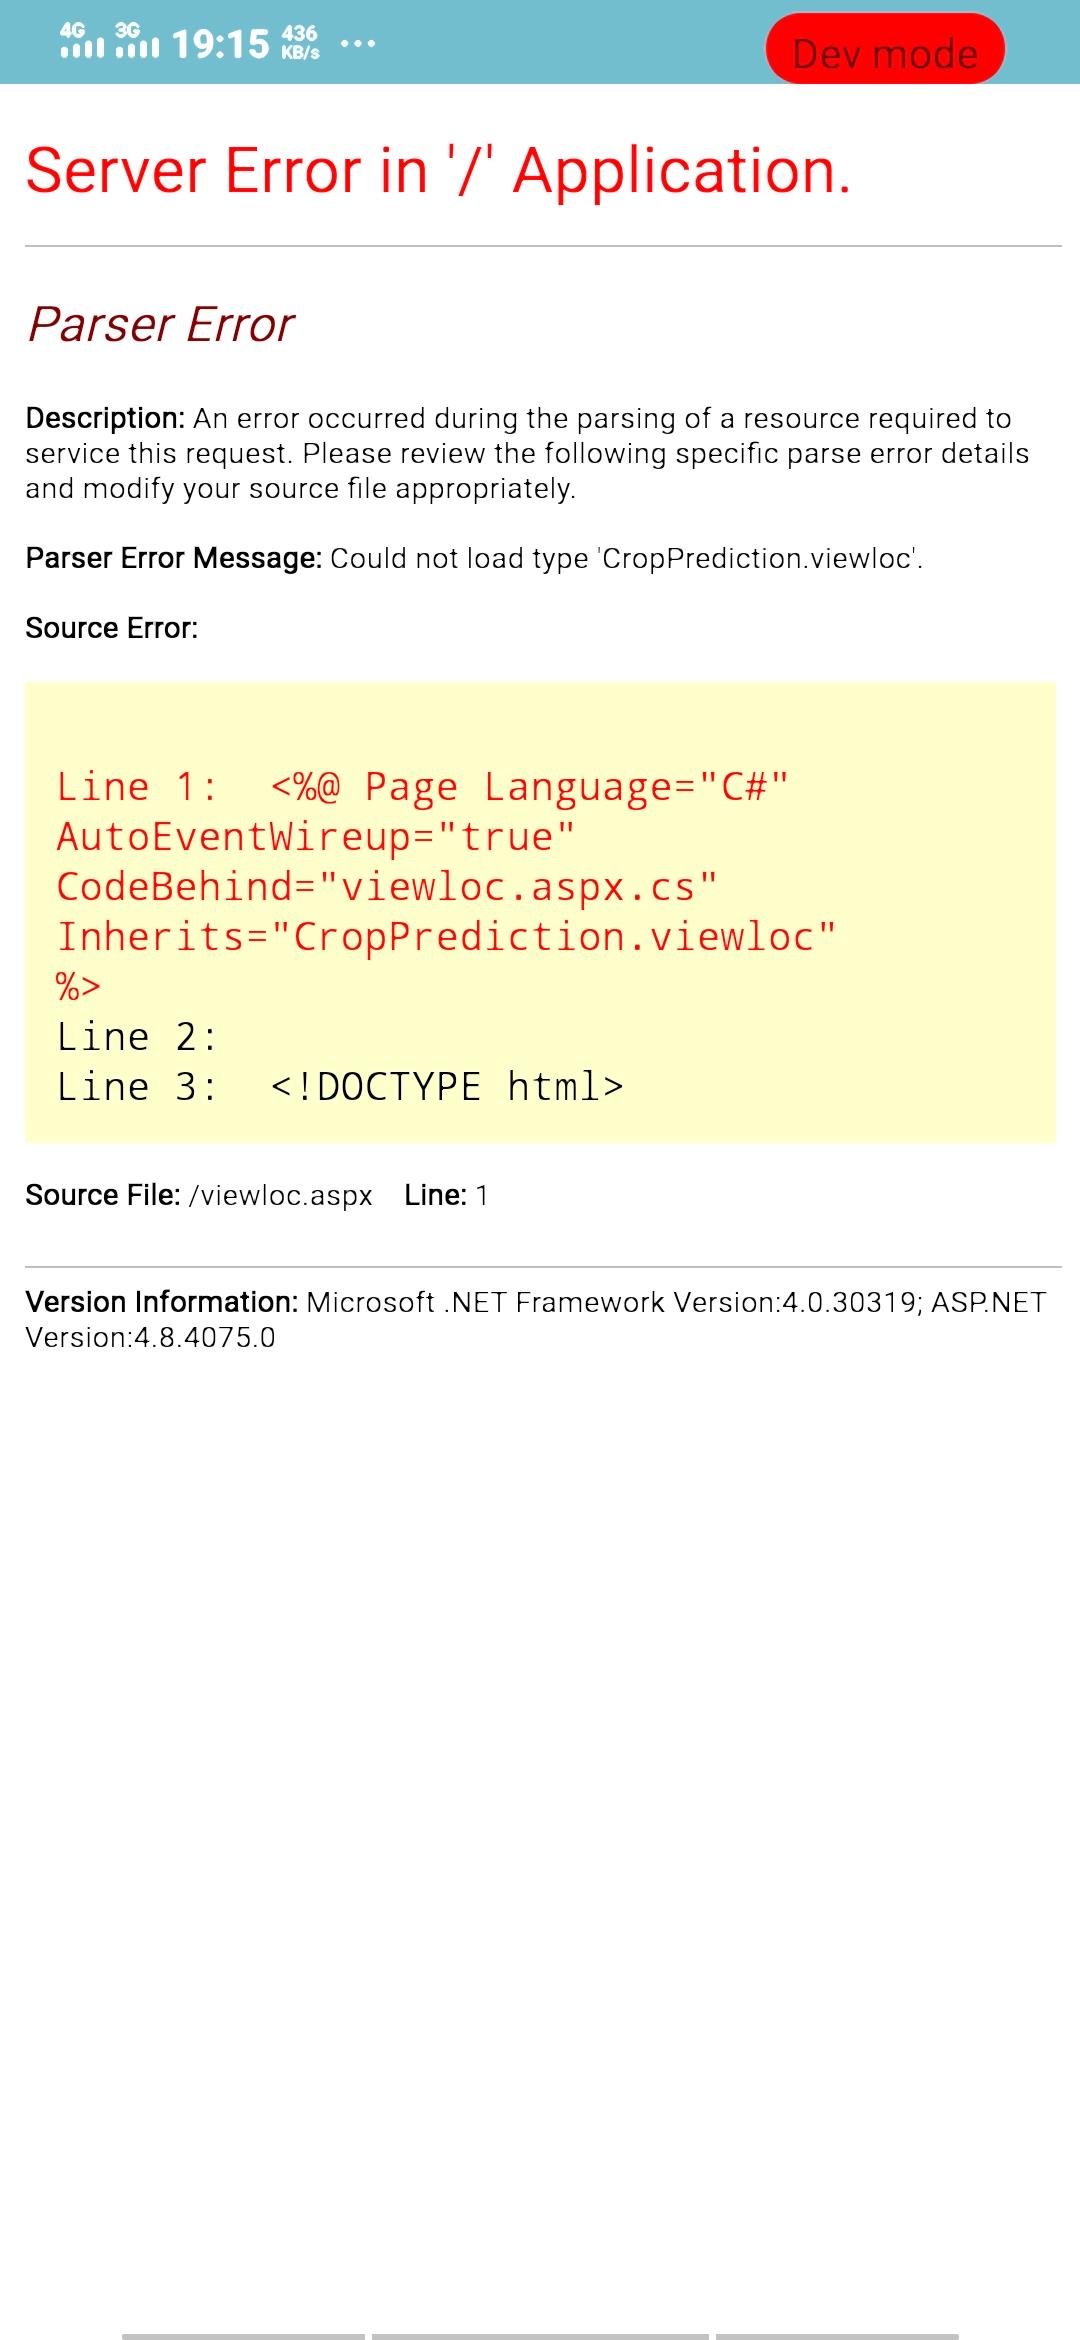 4G 3G 19:15 436 KB/s ...
Dev mode
Server Error in '/' Application.
Parser Error
Description: An error occurred during the parsing of a resource required to
service this request. Please review the following specific parse error details
and modify your source file appropriately.
Parser Error Message: Could not load type 'CropPrediction.viewloc'.
Source Error:
Line 1:  <%@ Page Language="C#"
AutoEventWireup="true"
CodeBehind="viewloc.aspx.cs"
Inherits="CropPrediction.viewloc"
%>
Line 2:
Line 3:  <!DOCTYPE html>
Source File: /viewloc.aspx    Line: 1
Version Information: Microsoft .NET Framework Version:4.0.30319; ASP.NET
Version:4.8.4075.0